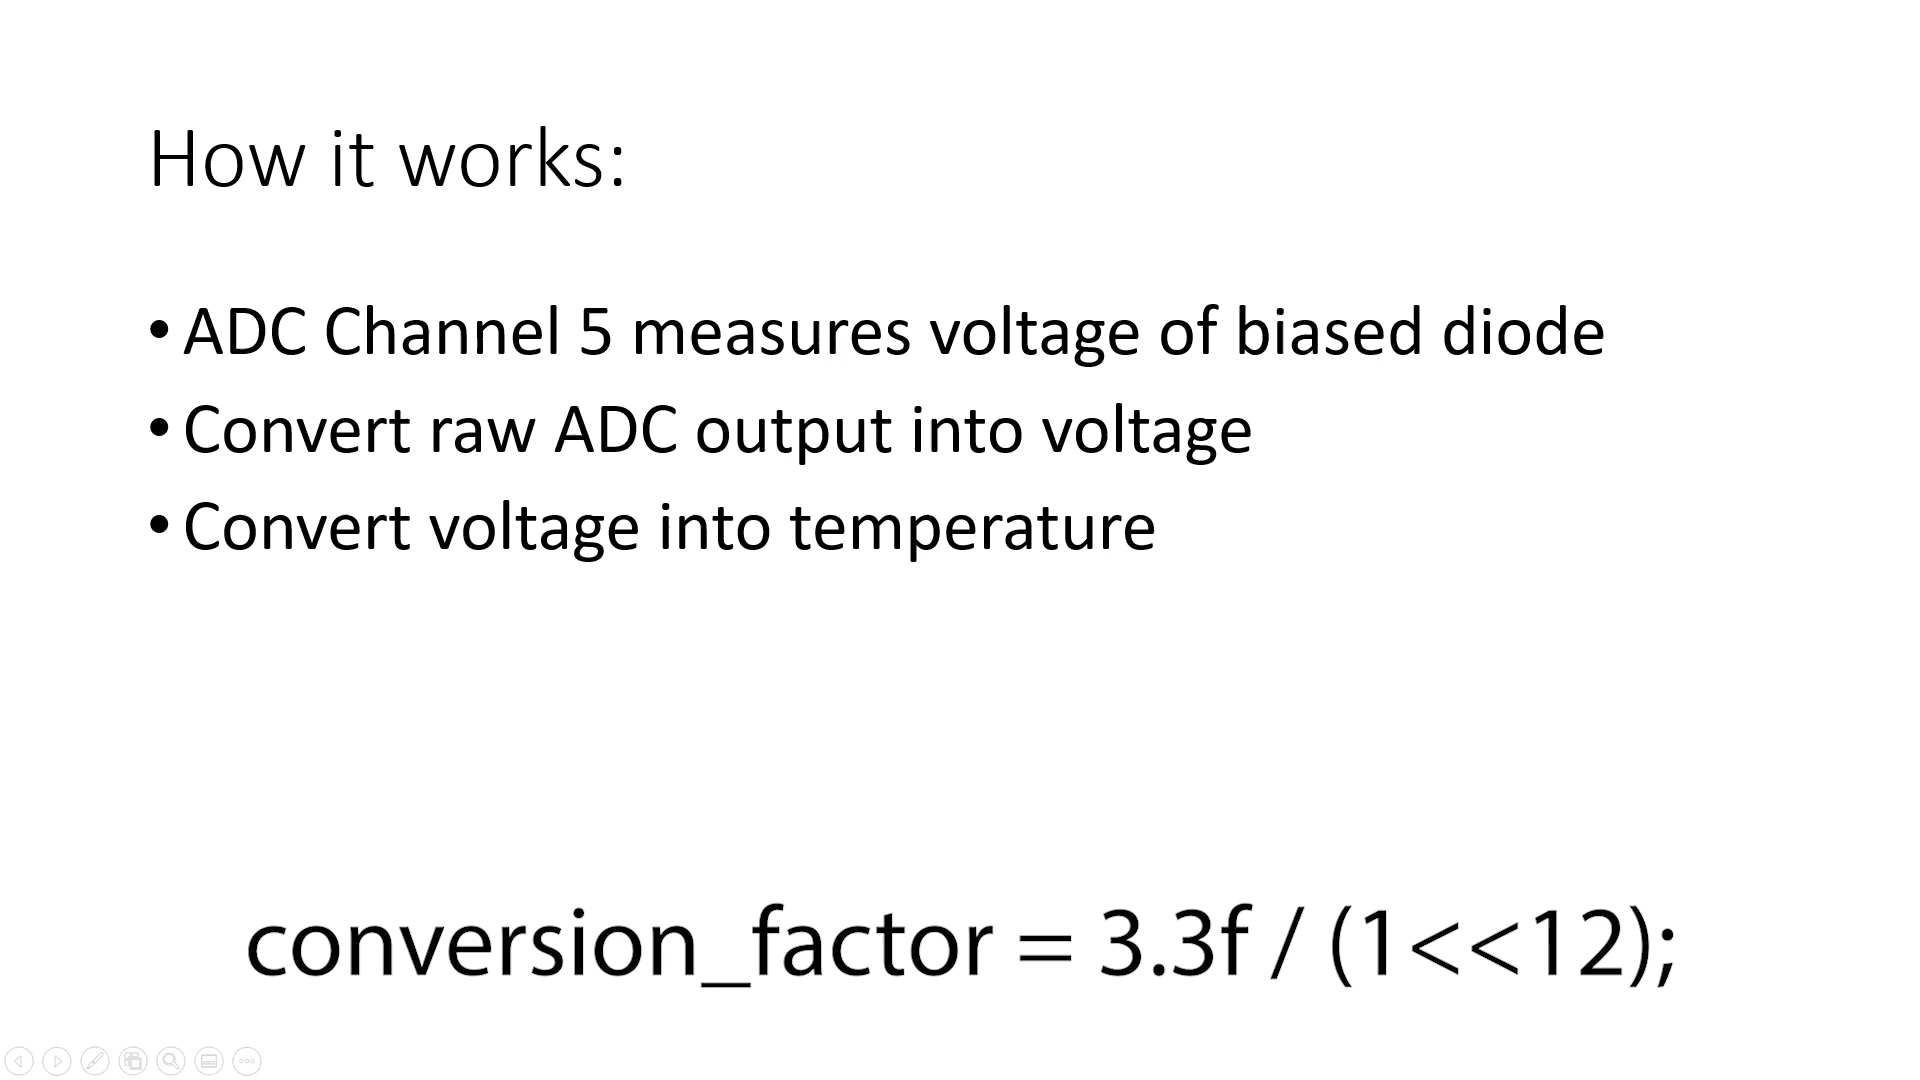 How it works:
• ADC Channel 5 measures voltage of biased diode
• Convert raw ADC output into voltage
• Convert voltage into temperature
conversion_factor = 3.3f / (1<<12);